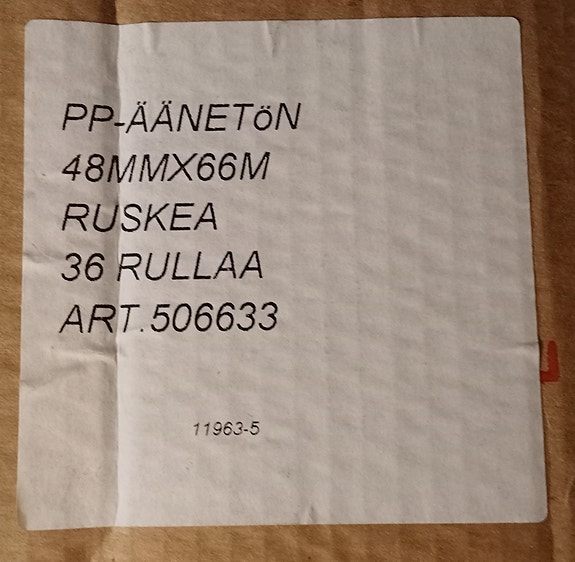 PP-ÄÄNETöN
48MMX66M
RUSKEA
36 RULLAA
ART.506633
11963-5